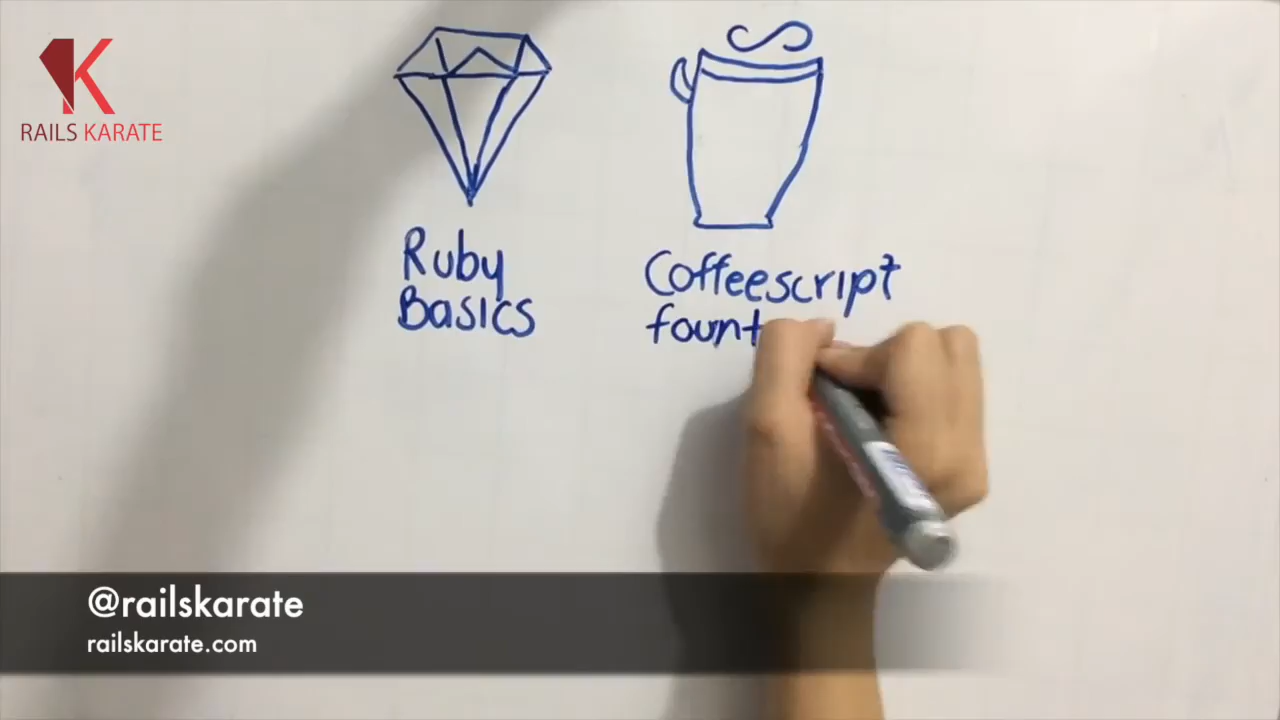 RAILS KARATE
Ruby
Basics
Coffeescript
fount
@railskarate
railskarate.com